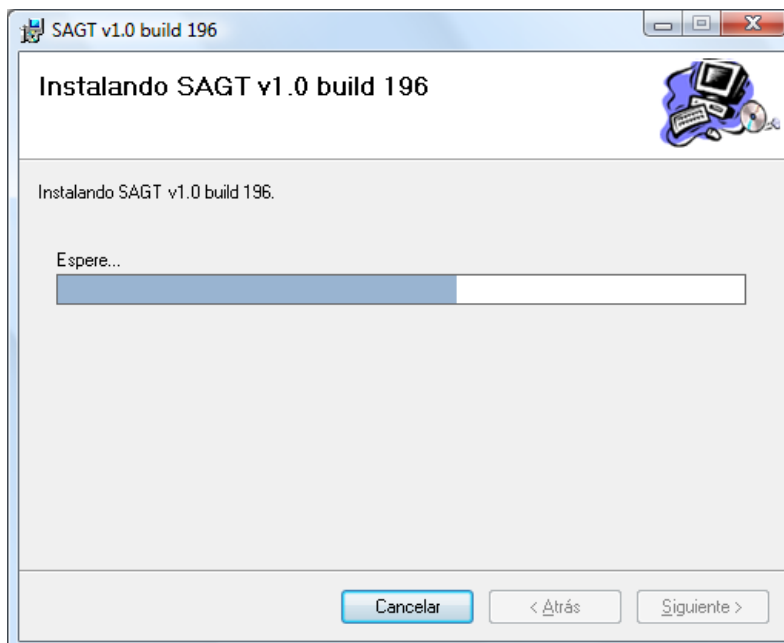 SAGT v1.0 build 196
Instalando SAGT v1.0 build 196
Instalando SAGT v1.0 build 196.
Espere...
Cancelar
< Atrás
Siguiente >